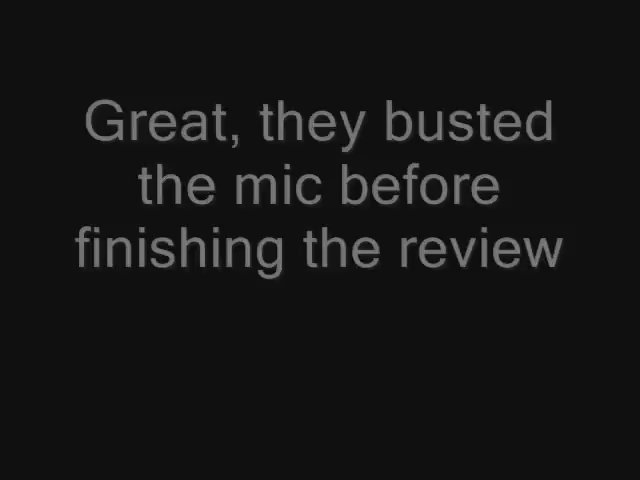 Great, they busted
the mic before
finishing the review